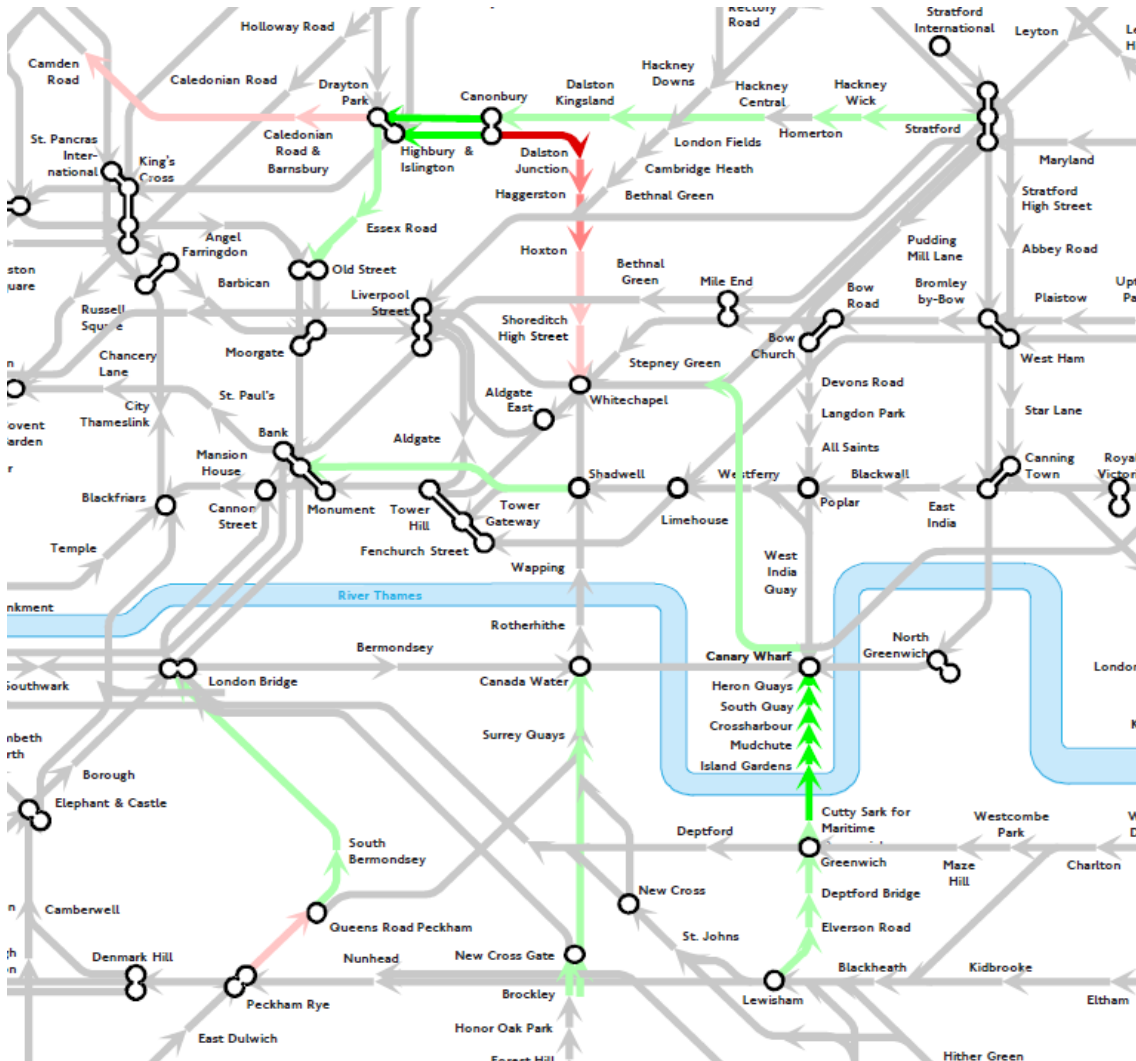 Rectory
Road
Stratford
International
Leyton
Holloway Road
Camden
Road
Caledonian Road
Drayton
Park
Canonbury
Dalston
Kingsland
Hackney
Downs
Hackney
Central
Hackney
Wick
Homerton
Stratford
St. Pancras
Inter-
national
King's
Cross
Caledonian
Road &
Barnsbury
Highbury &
Islington
Dalston
Junction
London Fields
Maryland
Cambridge Heath
Haggerston
Bethnal Green
Stratford
High Street
Essex Road
Angel
Farringdon
Hoxton
Pudding
Mill Lane
Abbey Road
Old Street
Barbican
Bethnal
Green
Mile End
Bow
Road
Bromley
by-Bow
Plaistow
Liverpool
Street
Russell
Square
Shoreditch
High Street
Moorgate
Bow
Church
West Ham
Chancery
Lane
Stepney Green
Whitechapel
St. Paul's
Aldgate
East
Devons Road
City
Thameslink
Langdon Park
Star Lane
Bank
Aldgate
All Saints
Mansion
House
Canning
Town
Shadwell
Westferry
Blackwall
Blackfriars
Cannon
Street
Monument
Tower
Hill
Tower
Gateway
Limehouse
Poplar
East
India
Temple
Fenchurch Street
Wapping
West
India
Quay
River Thames
Rotherhithe
Bermondsey
North
Greenwich
Canary Wharf
Southwark
London Bridge
Canada Water
Heron Quays
South Quay
Crossharbour
Surrey Quays
Mudchute
Island Gardens
Borough
Elephant & Castle
Cutty Sark for
Maritime
Greenwich
Deptford
Westcombe
Park
Maze
Hill
Charlton
South
Bermondsey
New Cross
Deptford Bridge
Camberwell
Queens Road Peckham
Elverson Road
St. Johns
Denmark Hill
Nunhead
New Cross Gate
Blackheath
Kidbrooke
Peckham Rye
Brockley
Lewisham
Eltham
East Dulwich
Honor Oak Park
Forest Hill
Hither Green